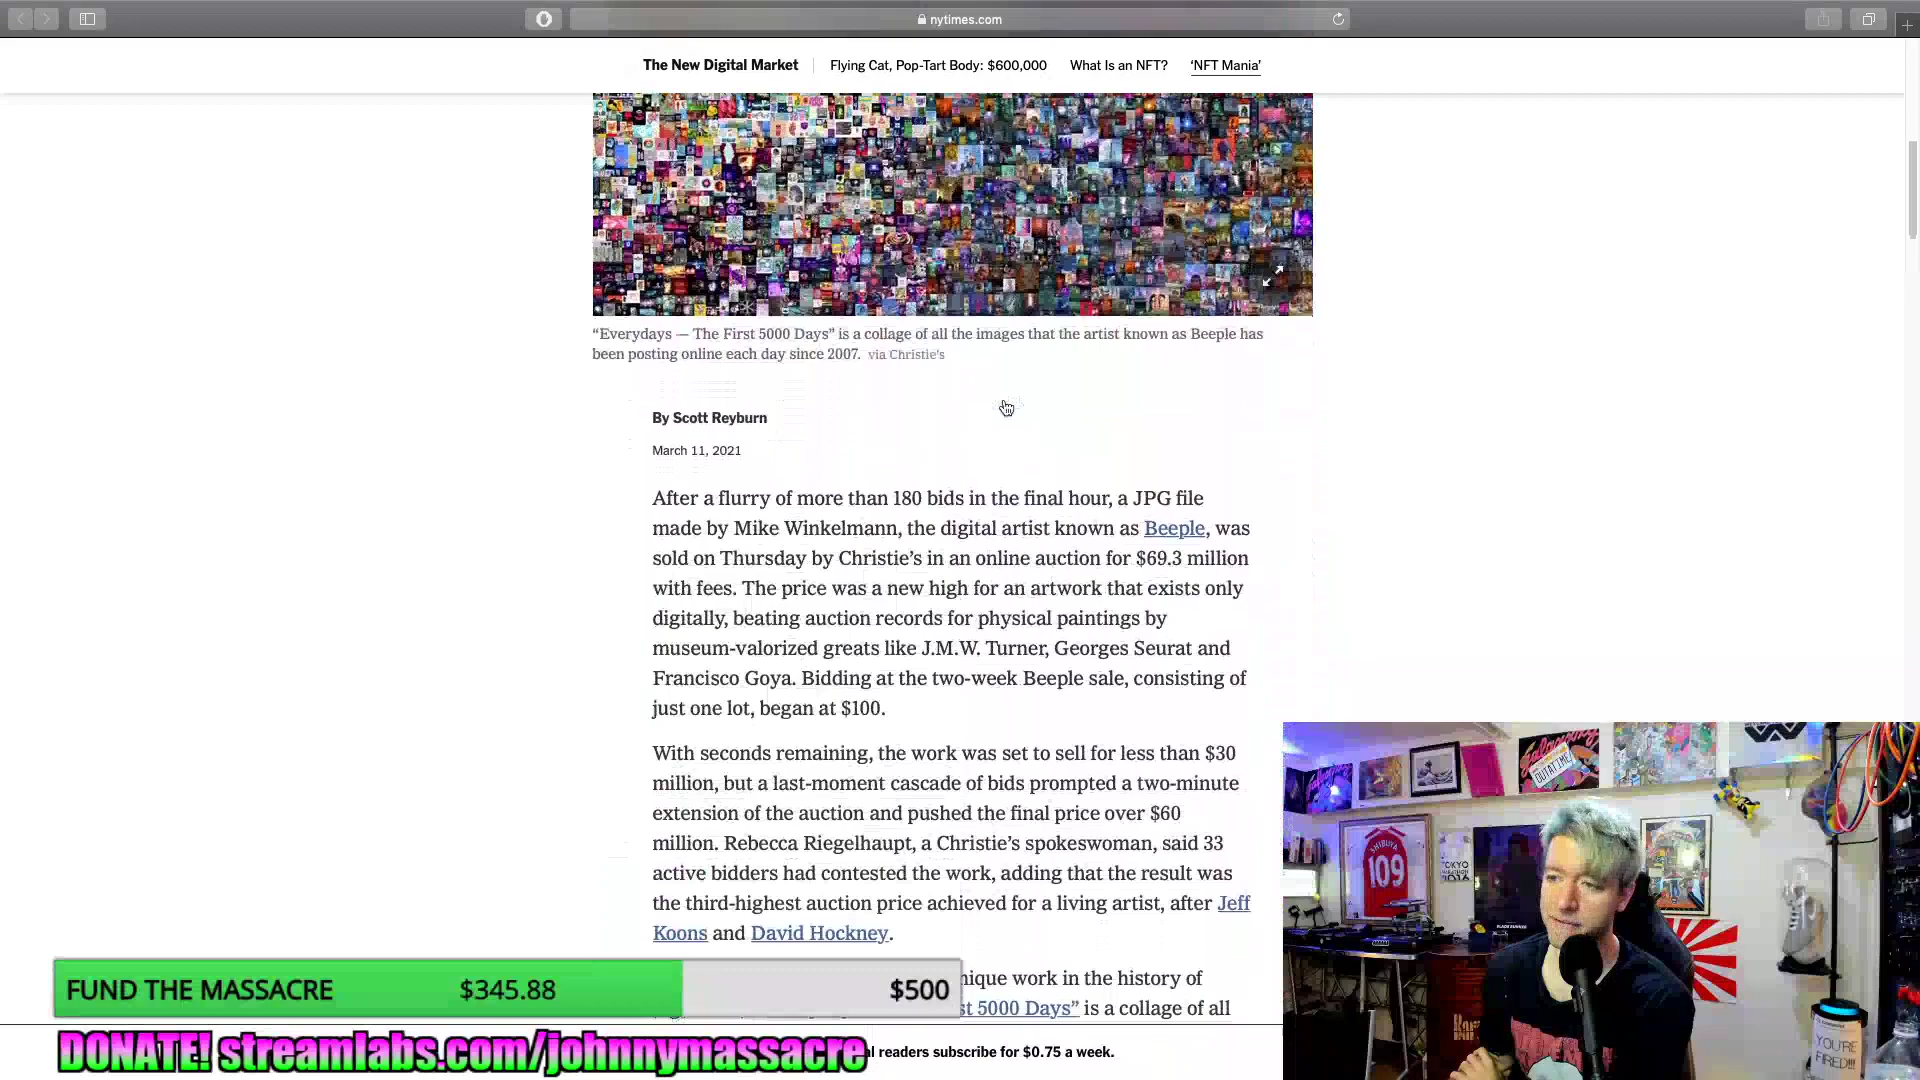 nytimes.com
The New Digital Market
Flying Cat, Pop-Tart Body: $600,000
What Is an NFT?
‘NFT Mania’
“Everydays — The First 5000 Days” is a collage of all the images that the artist known as Beeple has
been posting online each day since 2007. via Christie's
By Scott Reyburn
March 11, 2021
After a flurry of more than 180 bids in the final hour, a JPG file
made by Mike Winkelmann, the digital artist known as Beeple, was
sold on Thursday by Christie’s in an online auction for $69.3 million
with fees. The price was a new high for an artwork that exists only
digitally, beating auction records for physical paintings by
museum-valorized greats like J.M.W. Turner, Georges Seurat and
Francisco Goya. Bidding at the two-week Beeple sale, consisting of
just one lot, began at $100.
With seconds remaining, the work was set to sell for less than $30
million, but a last-moment cascade of bids prompted a two-minute
extension of the auction and pushed the final price over $60
million. Rebecca Riegelhaupt, a Christie’s spokeswoman, said 33
active bidders had contested the work, adding that the result was
the third-highest auction price achieved for a living artist, after Jeff
Koons and David Hockney.
nique work in the history of
st 5000 Days” is a collage of all
l readers subscribe for $0.75 a week.
FUND THE MASSACRE $345.88 $500
DONATE! streamlabs.com/johnnymassacre
OUTATIME
SHIBUYA
109
TOKYO
YOU'RE
FIRED!!!